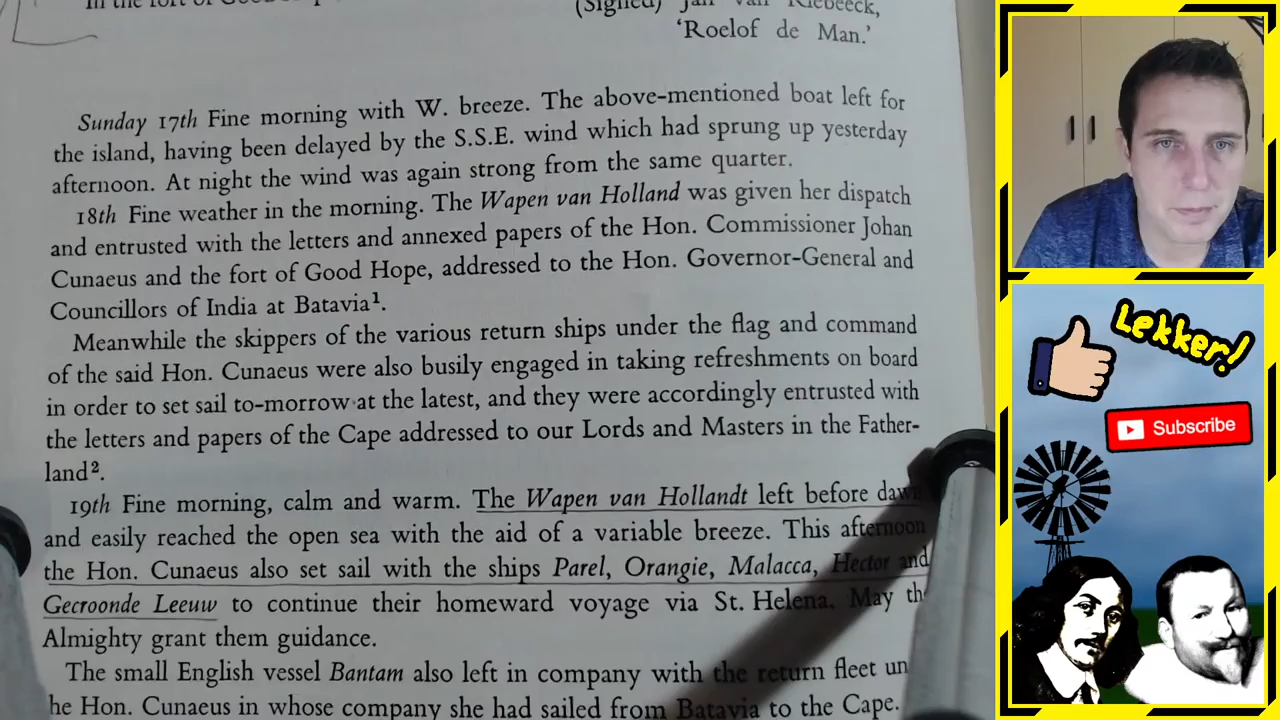 (Signed) Jan van Riebeeck,
'Roelof de Man.'
Sunday 17th Fine morning with W. breeze. The above-mentioned boat left for
the island, having been delayed by the S.S.E. wind which had sprung up yesterday
afternoon. At night the wind was again strong from the same quarter.
18th Fine weather in the morning. The Wapen van Holland was given her dispatch
and entrusted with the letters and annexed papers of the Hon. Commissioner Johan
Cunaeus and the fort of Good Hope, addressed to the Hon. Governor-General and
Councillors of India at Batavia¹.
Meanwhile the skippers of the various return ships under the flag and command
of the said Hon. Cunaeus were also busily engaged in taking refreshments on board
in order to set sail to-morrow at the latest, and they were accordingly entrusted with
the letters and papers of the Cape addressed to our Lords and Masters in the Father-
land².
19th Fine morning, calm and warm. The Wapen van Hollandt left before dawn
and easily reached the open sea with the aid of a variable breeze. This afternoon
the Hon. Cunaeus also set sail with the ships Parel, Orangie, Malacca, Hector and
Gecroonde Leeuw to continue their homeward voyage via St. Helena. May the
Almighty grant them guidance.
The small English vessel Bantam also left in company with the return fleet un
he Hon. Cunaeus in whose company she had sailed from Batavia to the Cape.
Lekker!
Subscribe